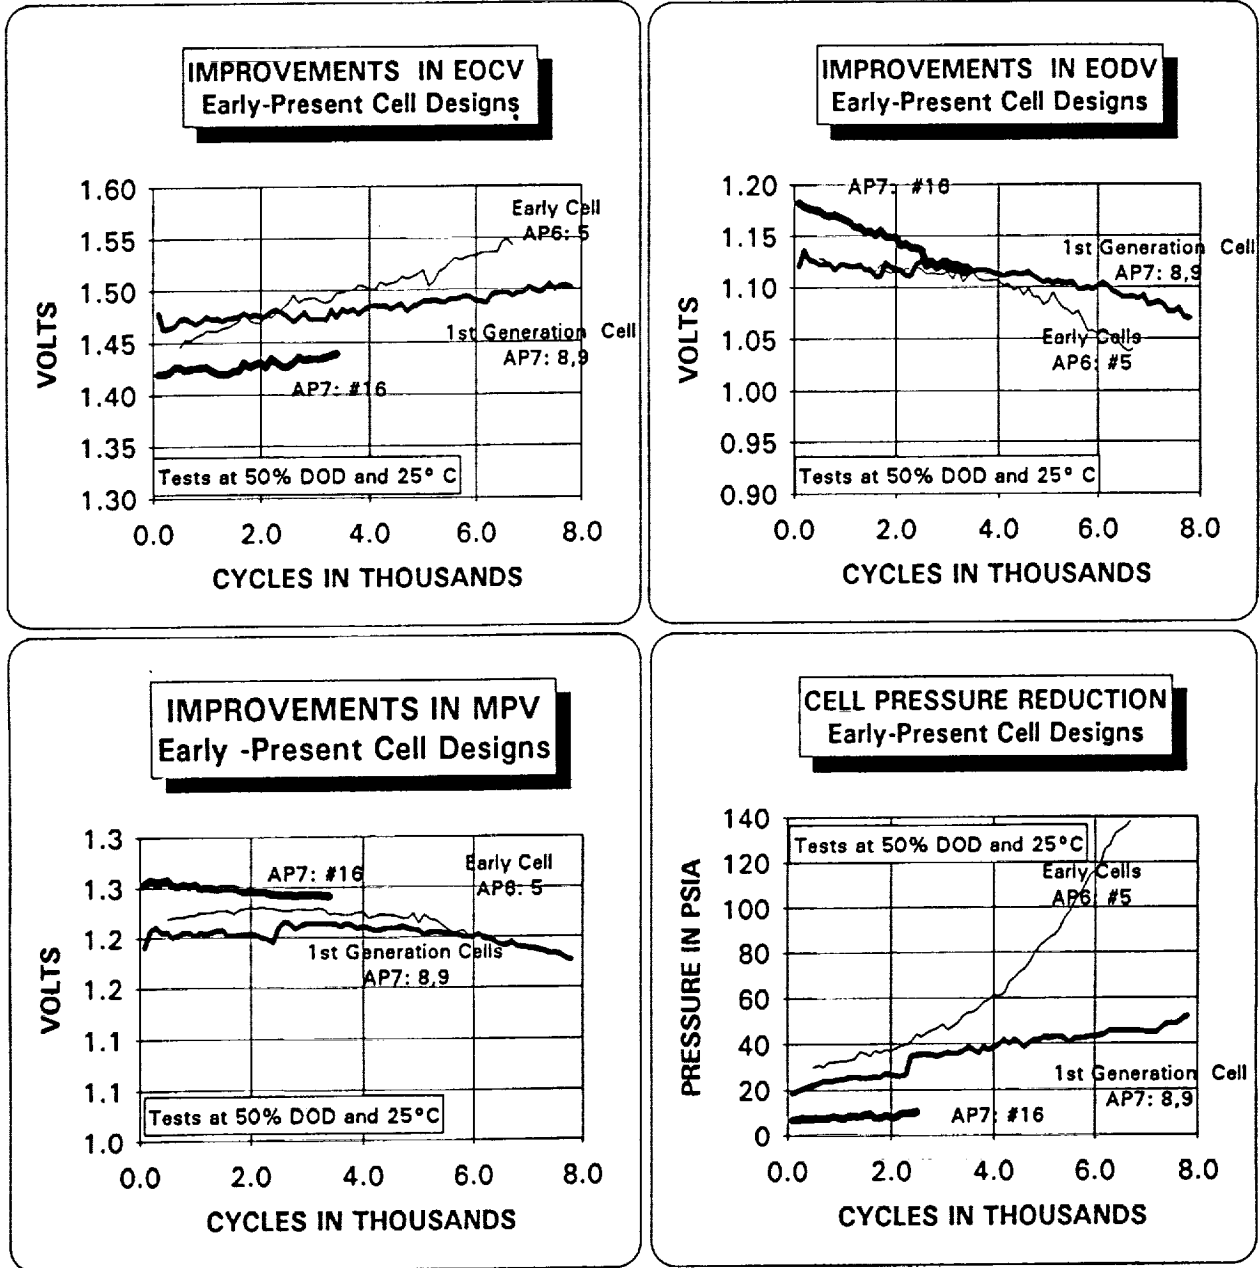 IMPROVEMENTS IN EOCV
Early-Present Cell Designs
1.60
1.55
1.50
1.45
1.40
1.35
1.30
VOLTS
Early Cell
AP6: 5
1st Generation Cell
AP7: 8,9
AP7: #16
Tests at 50% DOD and 25° C
0.0 2.0 4.0 6.0 8.0
CYCLES IN THOUSANDS
IMPROVEMENTS IN EODV
Early-Present Cell Designs
1.20
1.15
1.10
1.05
1.00
0.95
0.90
VOLTS
AP7: #16
1st Generation Cell
AP7: 8,9
Early Cells
AP6: #5
Tests at 50% DOD and 25° C
0.0 2.0 4.0 6.0 8.0
CYCLES IN THOUSANDS
IMPROVEMENTS IN MPV
Early -Present Cell Designs
1.3
1.3
1.2
1.2
1.1
1.1
1.0
VOLTS
AP7: #16
Early Cell
AP6: 5
1st Generation Cells
AP7: 8,9
Tests at 50% DOD and 25°C
0.0 2.0 4.0 6.0 8.0
CYCLES IN THOUSANDS
CELL PRESSURE REDUCTION
Early-Present Cell Designs
140
120
100
80
60
40
20
0
PRESSURE IN PSIA
Tests at 50% DOD and 25°C
Early Cells
AP6: #5
1st Generation Cell
AP7: 8,9
AP7: #16
0.0 2.0 4.0 6.0 8.0
CYCLES IN THOUSANDS